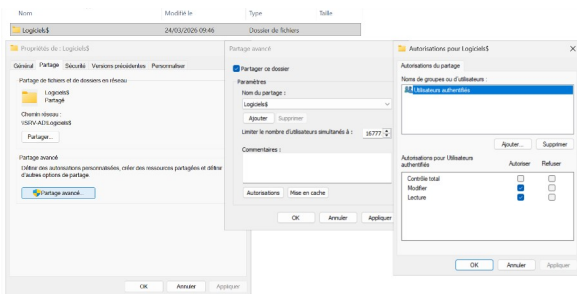 Nom Modifié le Type Taille
Logiciels$ 24/03/2026 09:46 Dossier de fichiers
Propriétés de : Logiciels$
Général Partage Sécurité Versions précédentes Personnaliser
Partage de fichiers et de dossiers en réseau
Logiciels$
Partagé
Chemin réseau :
\\SRV-AD\Logiciels$
Partager...
Partage avancé
Définir des autorisations personnalisées, créer des ressources partagées et définir
d'autres options de partage.
Partage avancé...
OK Annuler Appliquer
Partage avancé
Partager ce dossier
Paramètres
Nom du partage :
Logiciels$
Ajouter Supprimer
Limiter le nombre d'utilisateurs simultanés à : 16777
Commentaires :
Autorisations Mise en cache
OK Annuler Appliquer
Autorisations pour Logiciels$
Autorisations du partage
Noms de groupes ou d'utilisateurs :
Utilisateurs authentifiés
Ajouter... Supprimer
Autorisations pour Utilisateurs
authentifiés Autoriser Refuser
Contrôle total
Modifier
Lecture
OK Annuler Appliquer